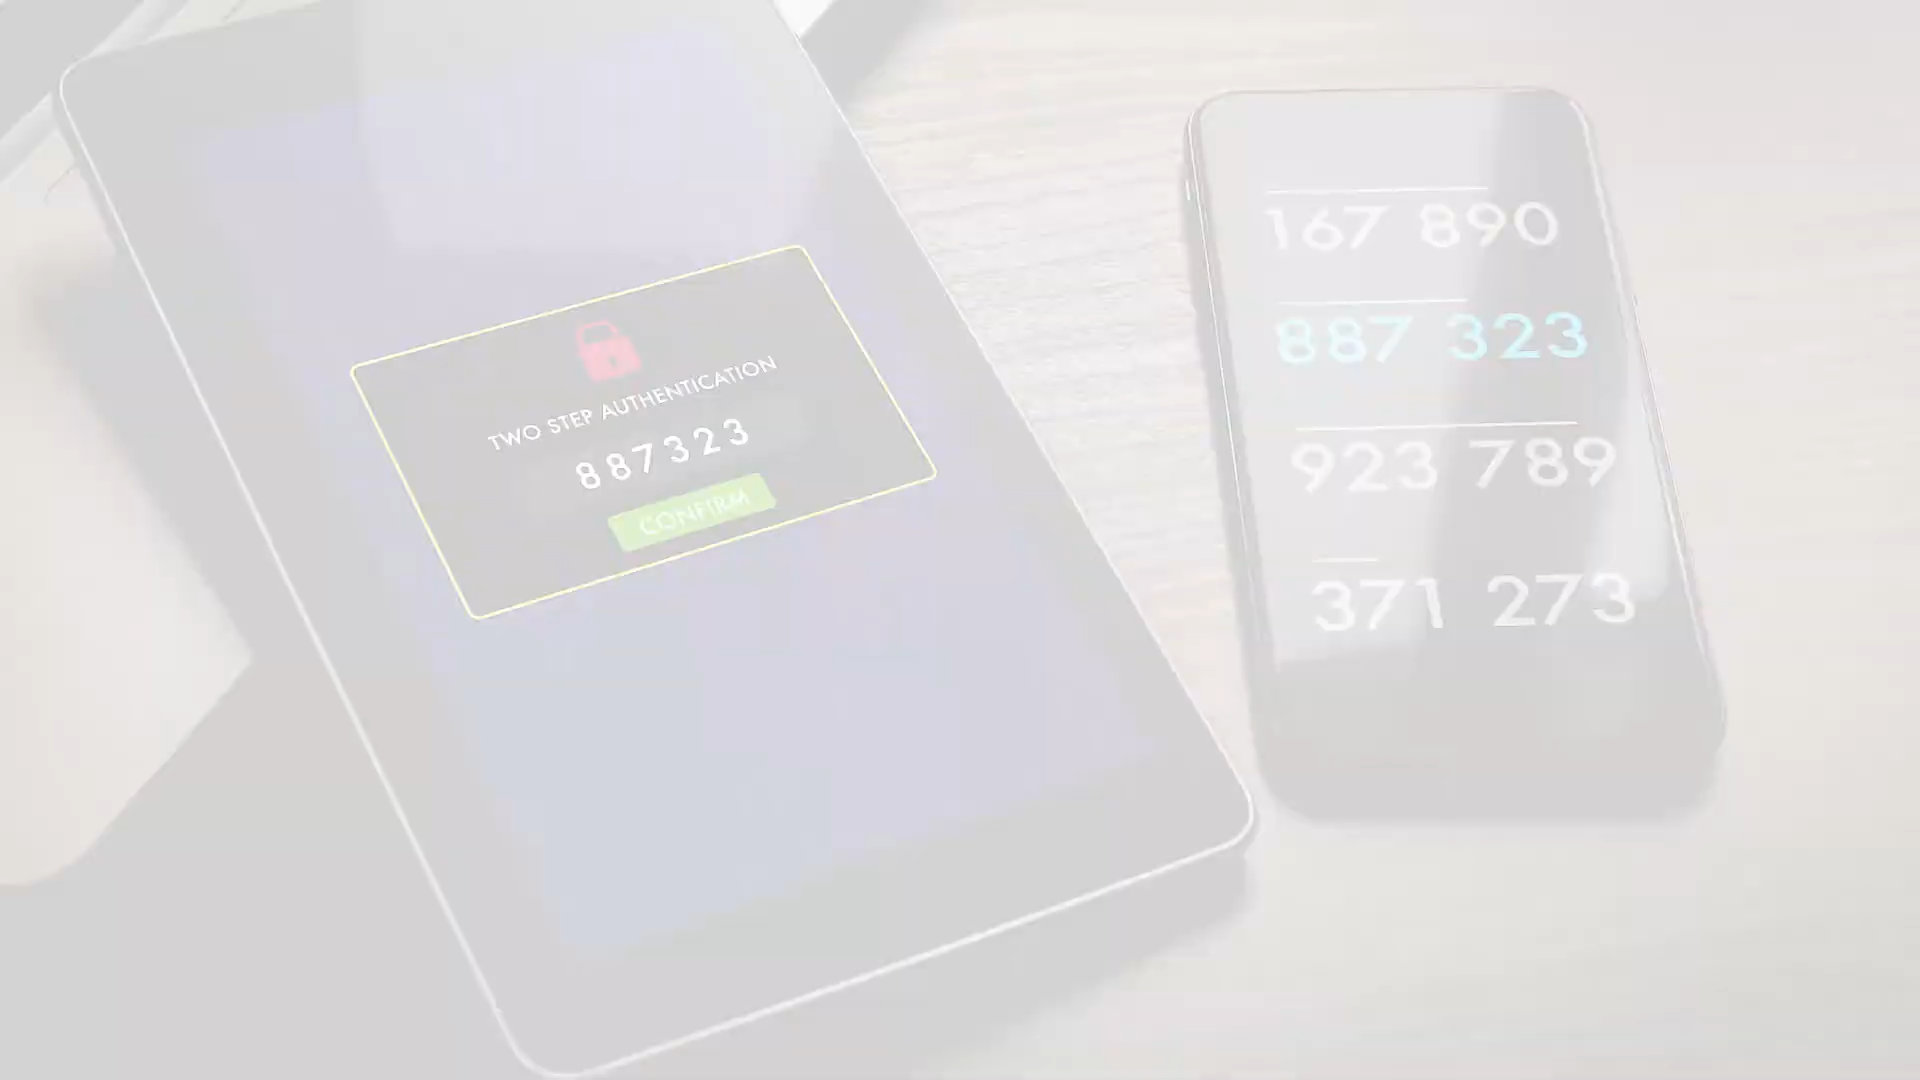 TWO STEP AUTHENTICATION
887323
CONFIRM
167 890
887 323
923 789
371 273